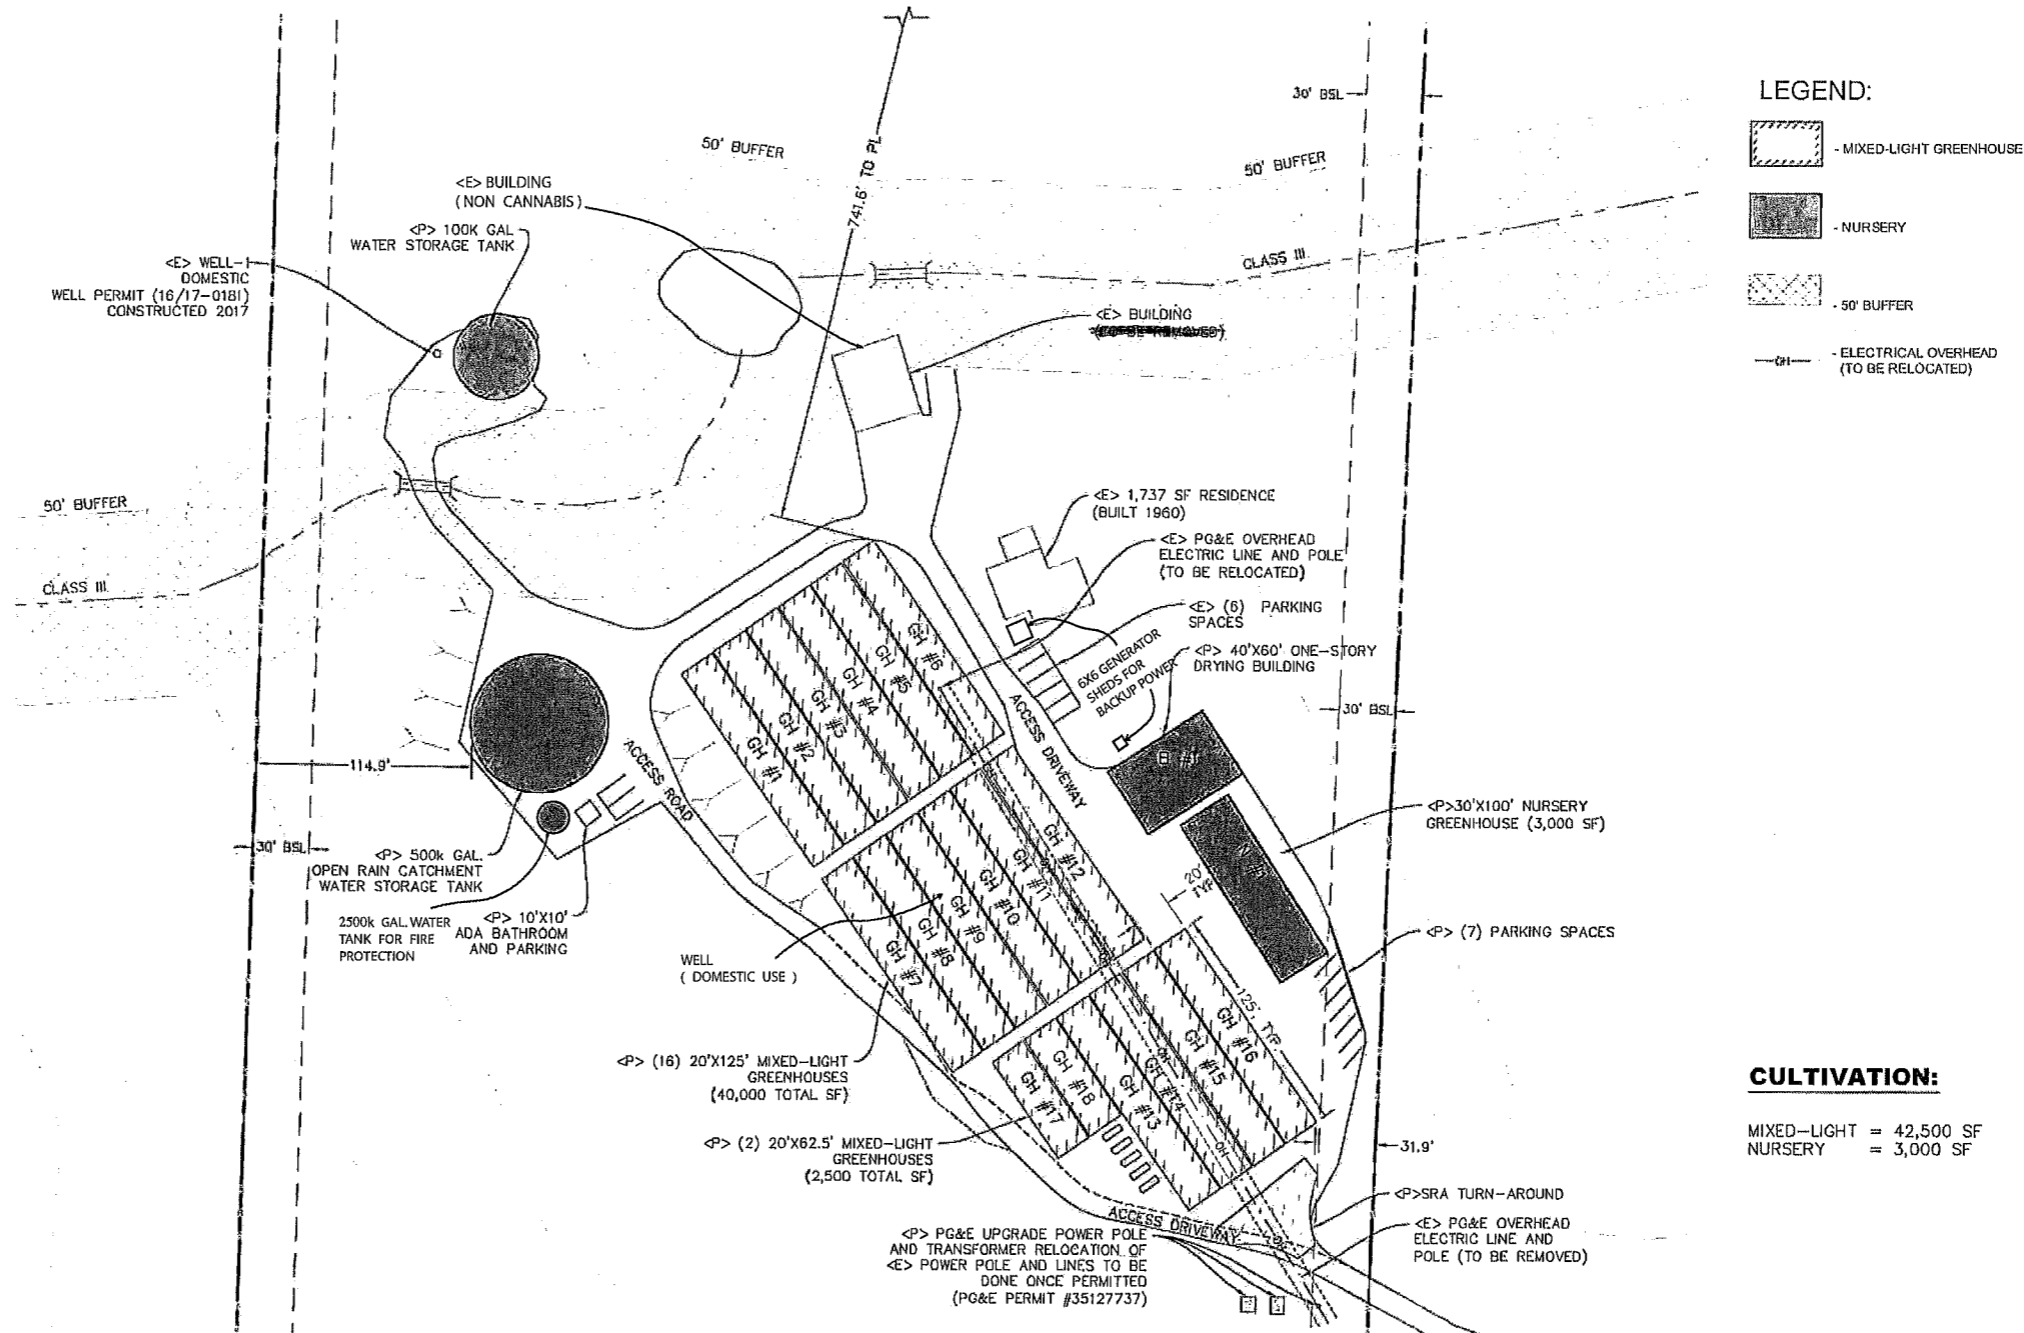 30' BSL
LEGEND:
- MIXED-LIGHT GREENHOUSE
- NURSERY
- 50' BUFFER
- ELECTRICAL OVERHEAD
(TO BE RELOCATED)
OH
50' BUFFER
50' BUFFER
741.6' TO PL
<E> BUILDING
(NON CANNABIS)
<P> 100K GAL
WATER STORAGE TANK
<E> WELL-1
DOMESTIC
WELL PERMIT (16/17-0181)
CONSTRUCTED 2017
CLASS III
<E> BUILDING
50' BUFFER
CLASS III
<E> 1,737 SF RESIDENCE
(BUILT 1960)
<E> PG&E OVERHEAD
ELECTRIC LINE AND POLE
(TO BE RELOCATED)
<E> (6) PARKING
SPACES
6X6 GENERATOR
SHEDS FOR
BACKUP POWER
<P> 40'X60' ONE-STORY
DRYING BUILDING
30' BSL
GH #6
GH #5
GH #4
GH #3
GH #2
GH #1
ACCESS DRIVEWAY
ACCESS ROAD
B #1
114.9'
30' BSL
<P> 500k GAL.
OPEN RAIN CATCHMENT
WATER STORAGE TANK
2500k GAL.WATER
TANK FOR FIRE
PROTECTION
<P> 10'X10'
ADA BATHROOM
AND PARKING
<P>30'X100' NURSERY
GREENHOUSE (3,000 SF)
20'
TYP.
GH #12
GH #11
GH #10
GH #9
GH #8
GH #7
WELL
( DOMESTIC USE )
<P> (7) PARKING SPACES
125', TYP.
GH #16
GH #15
GH #14
GH #13
GH #18
GH #17
OH
OH
<P> (16) 20'X125' MIXED-LIGHT
GREENHOUSES
(40,000 TOTAL SF)
<P> (2) 20'X62.5' MIXED-LIGHT
GREENHOUSES
(2,500 TOTAL SF)
31.9'
CULTIVATION:
MIXED-LIGHT = 42,500 SF
NURSERY = 3,000 SF
<P>SRA TURN-AROUND
<E> PG&E OVERHEAD
ELECTRIC LINE AND
POLE (TO BE REMOVED)
ACCESS DRIVEWAY
<P> PG&E UPGRADE POWER POLE
AND TRANSFORMER RELOCATION OF
<E> POWER POLE AND LINES TO BE
DONE ONCE PERMITTED
(PG&E PERMIT #35127737)